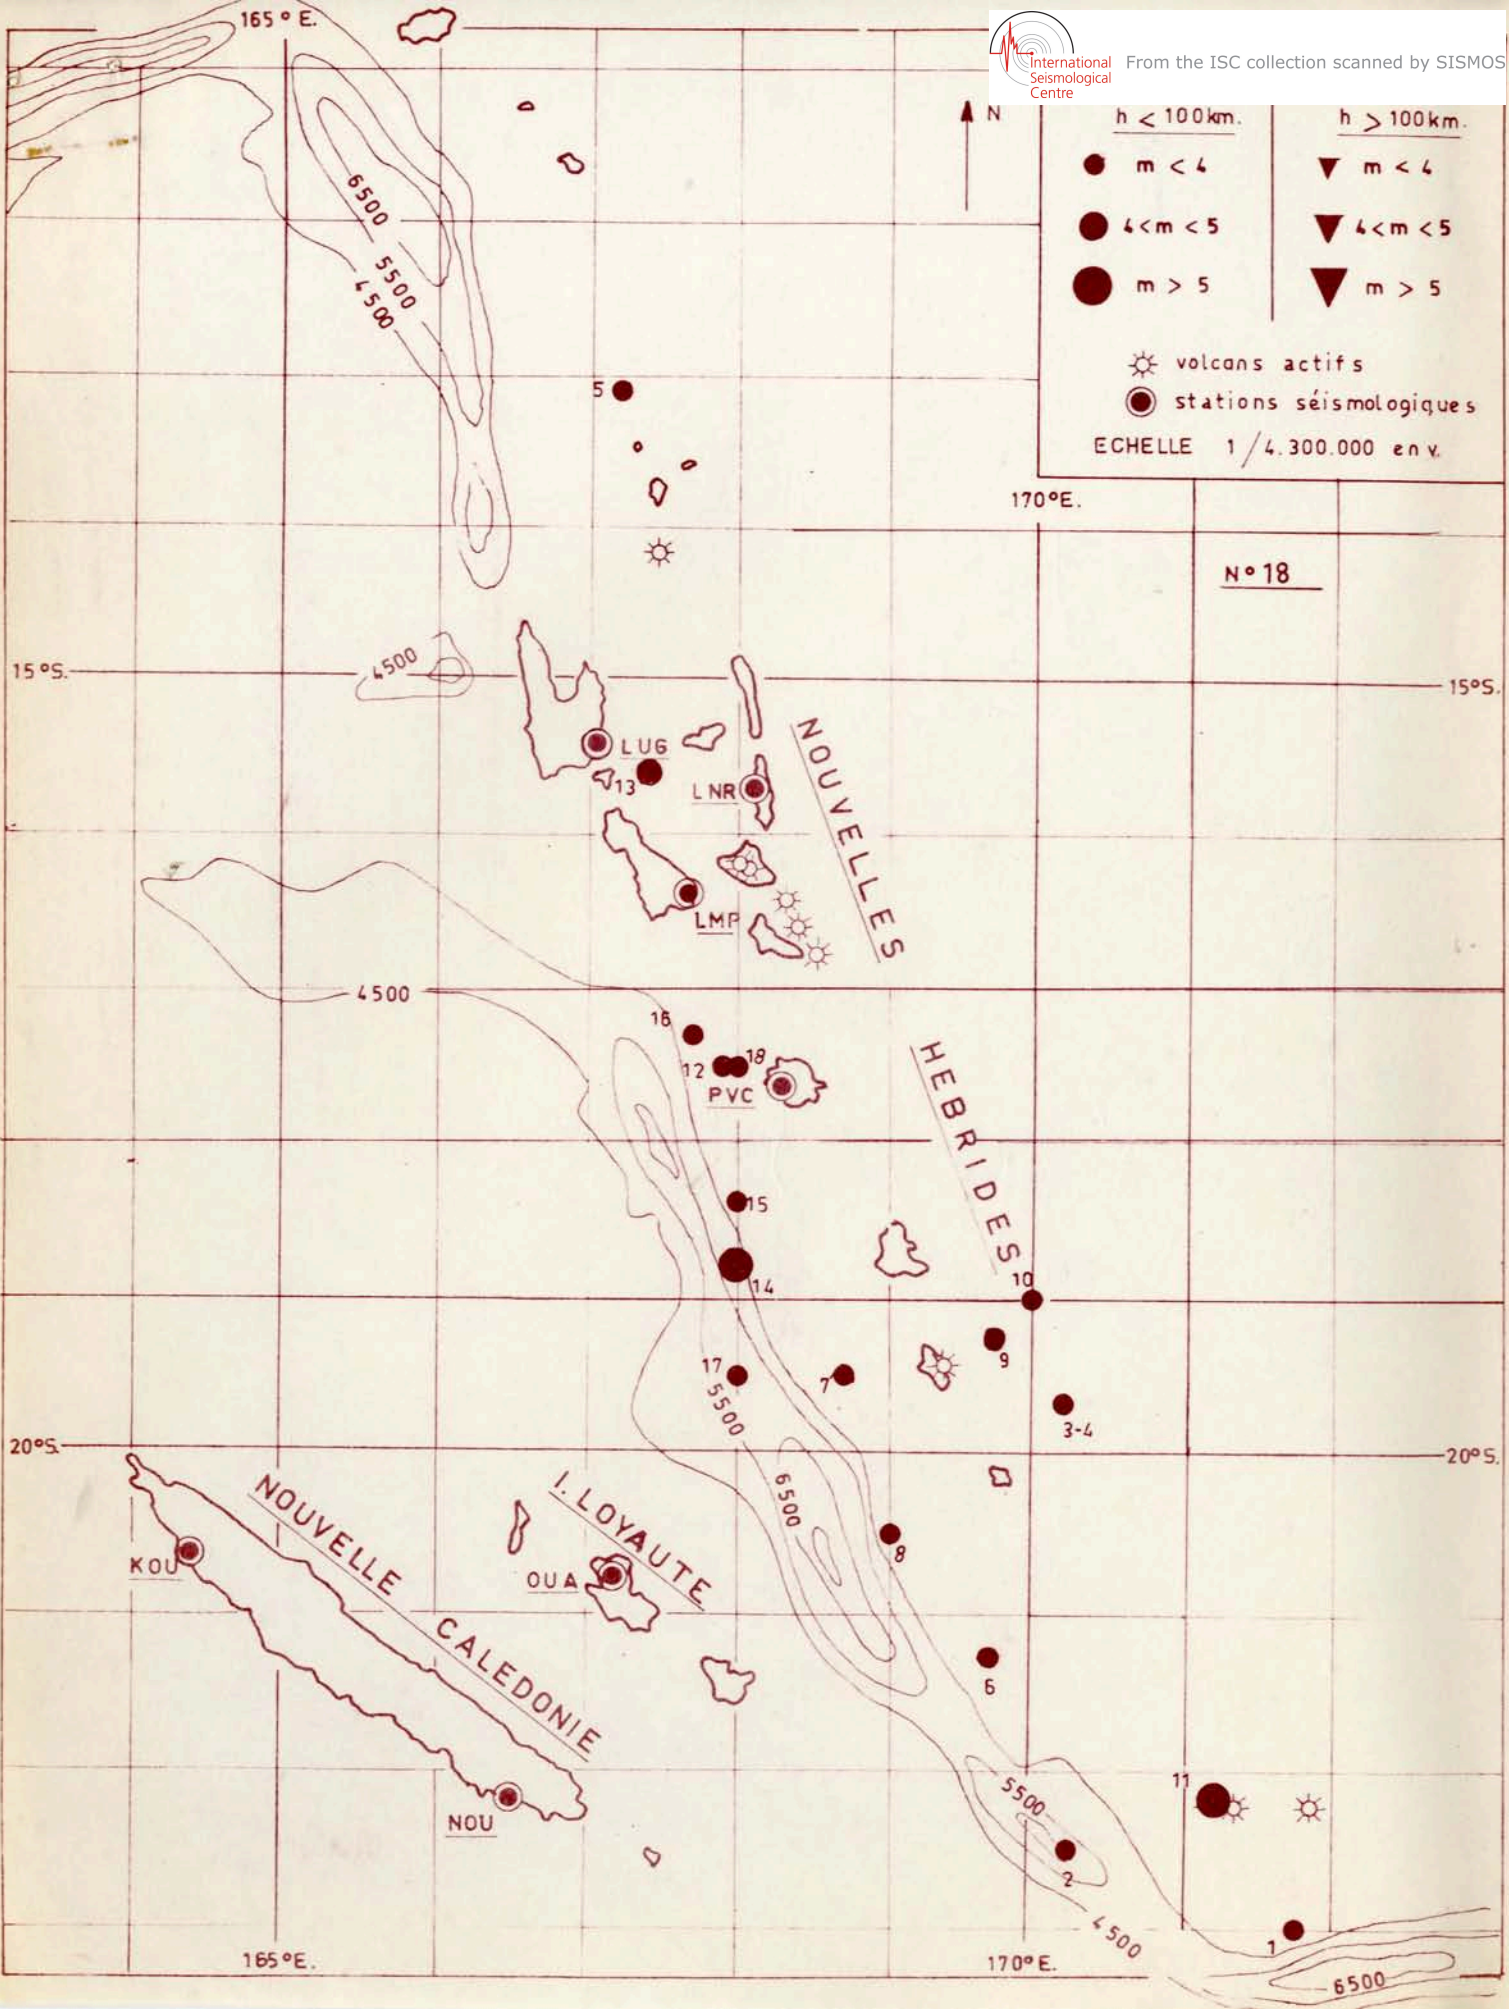 165° E.
International
Seismological
Centre
From the ISC collection scanned by SISMOS
N
h < 100km.
h > 100km.
m < 4
m < 4
4<m < 5
4<m < 5
m > 5
m > 5
volcans actifs
stations séismologiques
ECHELLE 1/4.300.000 env.
6500
5500
4500
5
170°E.
N° 18
15°S.
4500
15°S.
LUG
13
LNR
NOUVELLES
LMP
4500
16
12
18
PVC
HEBRIDES
15
14
10
9
17
7
5500
3-4
20°S.
20°S.
NOUVELLE CALEDONIE
I. LOYAUTE
6500
8
KOU
OUA
6
11
5500
NOU
2
4500
1
165°E.
170°E.
6500